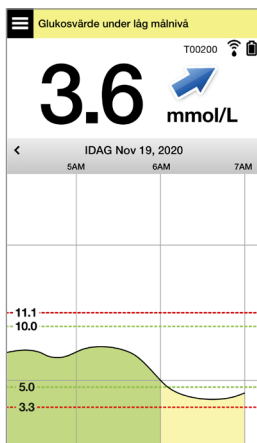 Glukosvärde under låg målnivå
T00200
3.6
mmol/L
IDAG Nov 19, 2020
5AM 6AM 7AM
11.1
10.0
5.0
3.3